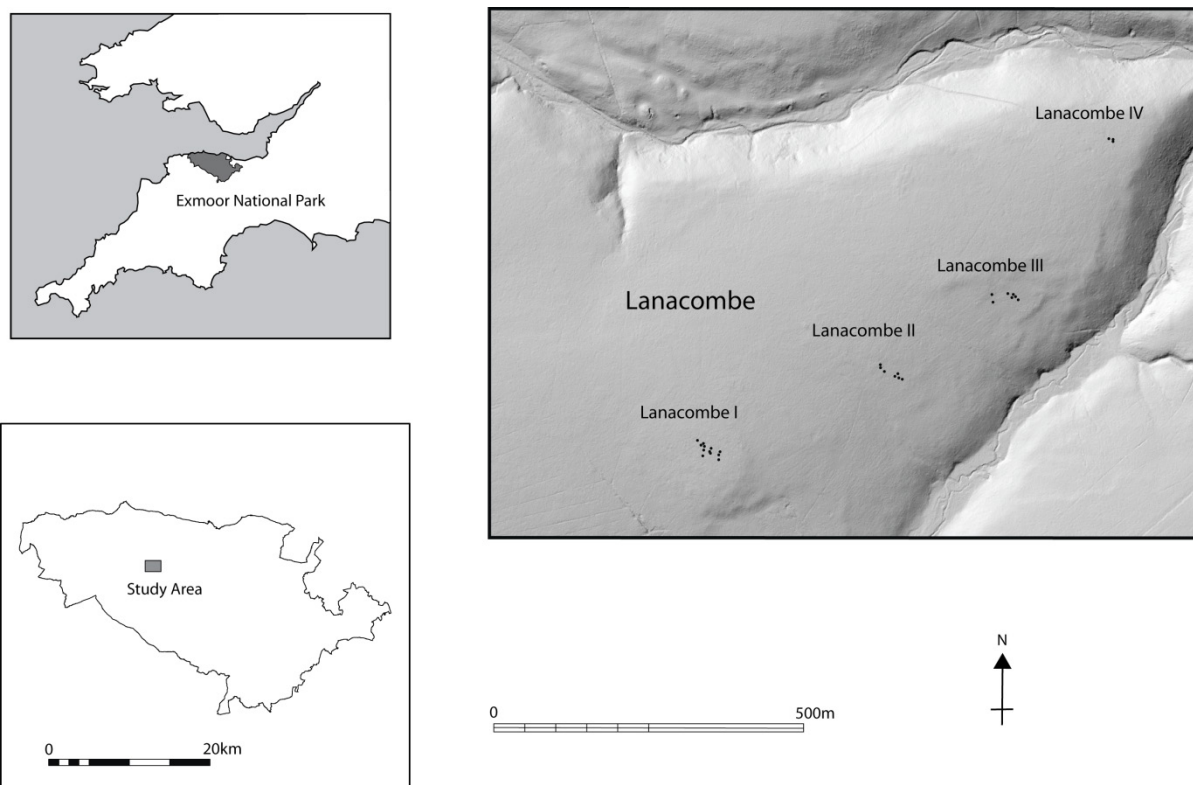 Exmoor National Park
Lanacombe IV
Lanacombe III
Lanacombe
Lanacombe II
Lanacombe I
Study Area
0 20km
0 500m
N